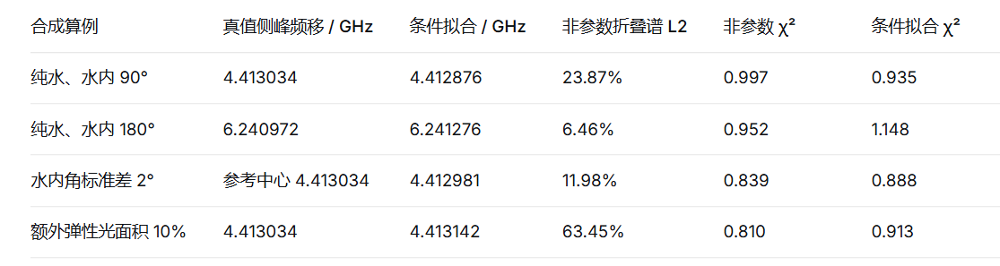 合成算例 真值侧峰频移 / GHz 条件拟合 / GHz 非参数折叠谱 L2 非参数 χ² 条件拟合 χ²
纯水、水内 90° 4.413034 4.412876 23.87% 0.997 0.935
纯水、水内 180° 6.240972 6.241276 6.46% 0.952 1.148
水内角标准差 2° 参考中心 4.413034 4.412981 11.98% 0.839 0.888
额外弹性光面积 10% 4.413034 4.413142 63.45% 0.810 0.913